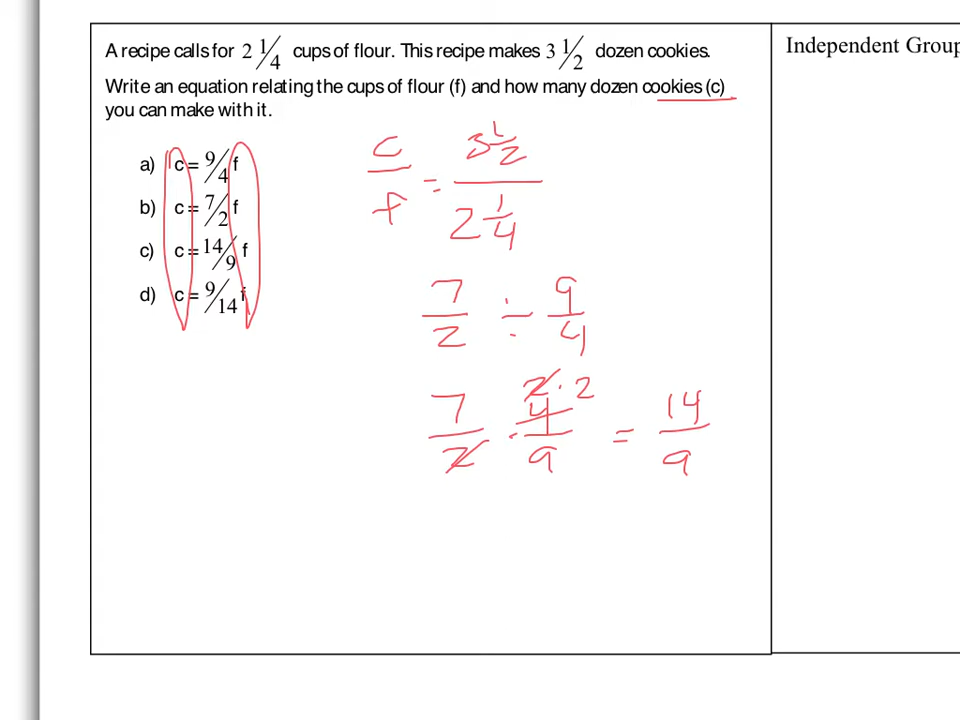 A recipe calls for 2 1/4 cups of flour. This recipe makes 3 1/2 dozen cookies.
Write an equation relating the cups of flour (f) and how many dozen cookies (c)
you can make with it.
a) c = 9/4 f
b) c = 7/2 f
c) c = 14/9 f
d) c = 9/14 f
c/f = 3 1/2 / 2 1/4
7/2 ÷ 9/4
2 · 2
7/2 · 4/9 = 14/9
Independent Group